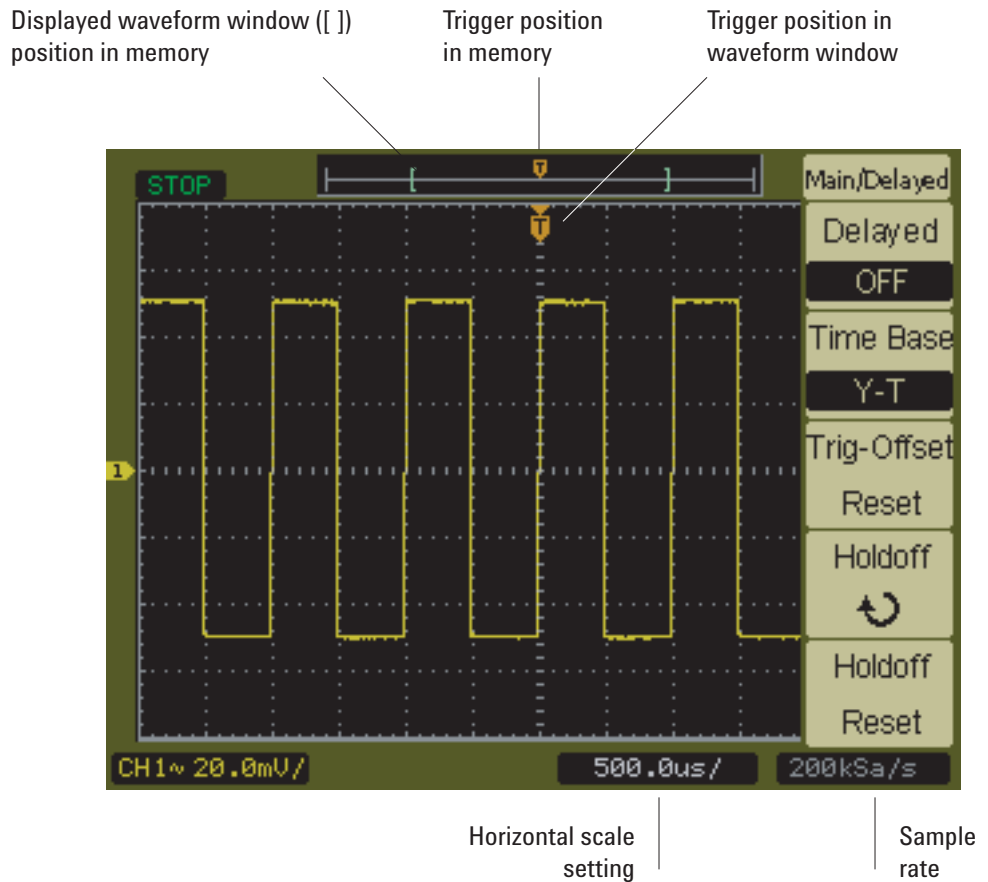 Displayed waveform window ([ ])
position in memory
Trigger position
in memory
Trigger position in
waveform window
STOP
T
[
]
T
Main/Delayed
Delayed
OFF
Time Base
Y-T
Trig-Offset
Reset
Holdoff
Holdoff
Reset
1
CH1~ 20.0mV/
500.0us/
200kSa/s
Horizontal scale
setting
Sample
rate